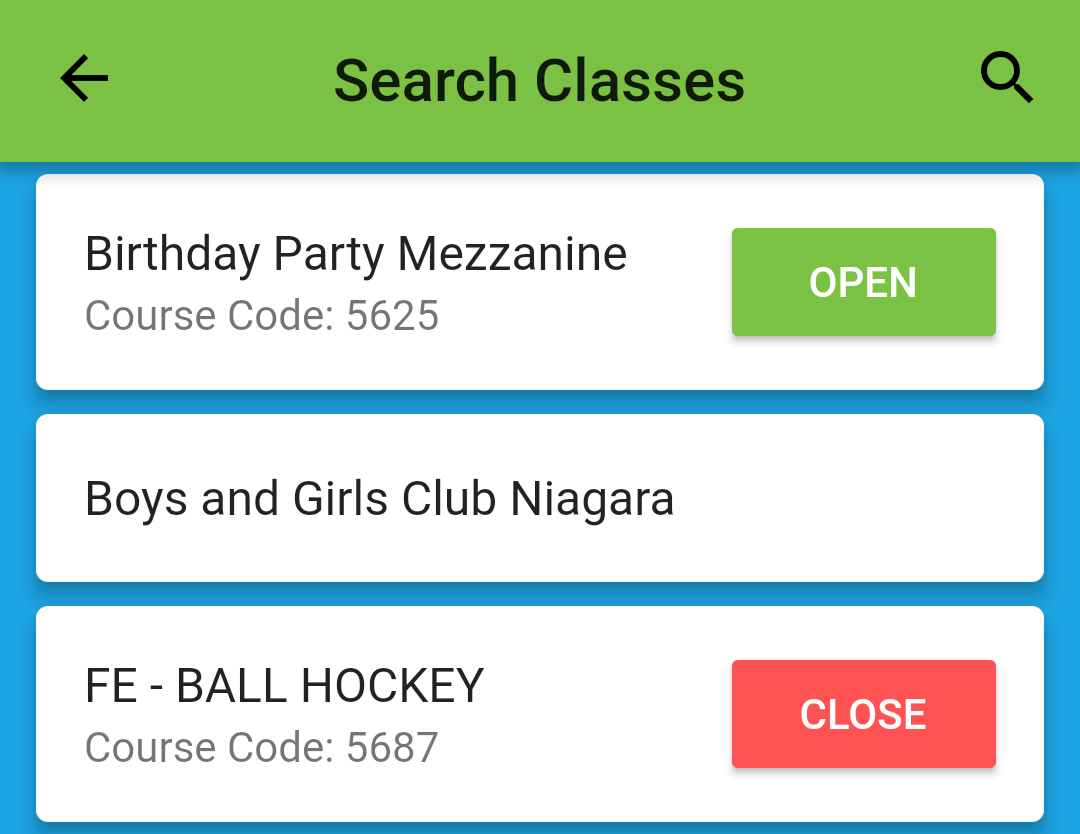 Search Classes
Birthday Party Mezzanine
Course Code: 5625
OPEN
Boys and Girls Club Niagara
FE - BALL HOCKEY
Course Code: 5687
CLOSE